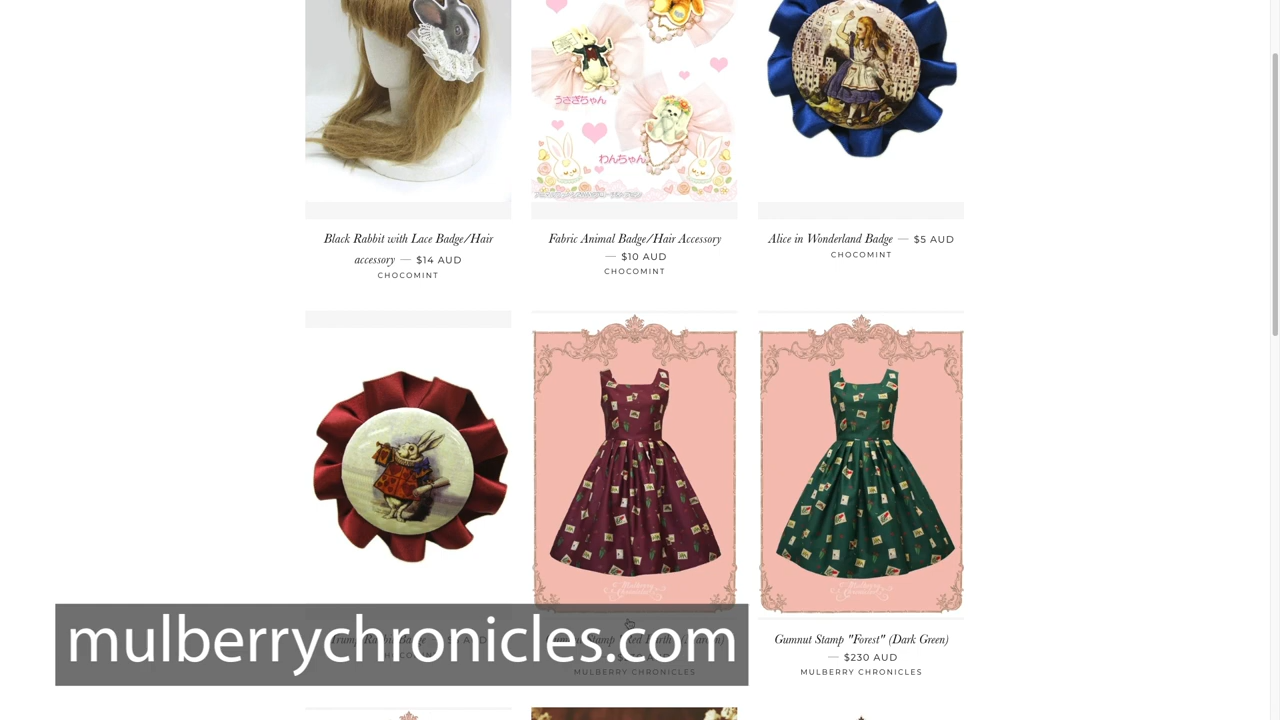 うさぎちゃん
わんちゃん
Black Rabbit with Lace Badge/Hair
accessory — $14 AUD
CHOCOMINT
Fabric Animal Badge/Hair Accessory
— $10 AUD
CHOCOMINT
Alice in Wonderland Badge — $5 AUD
CHOCOMINT
Mulberry
Chronicles
mulberrychronicles.com
MULBERRY CHRONICLES
Gumnut Stamp "Forest" (Dark Green)
— $230 AUD
MULBERRY CHRONICLES